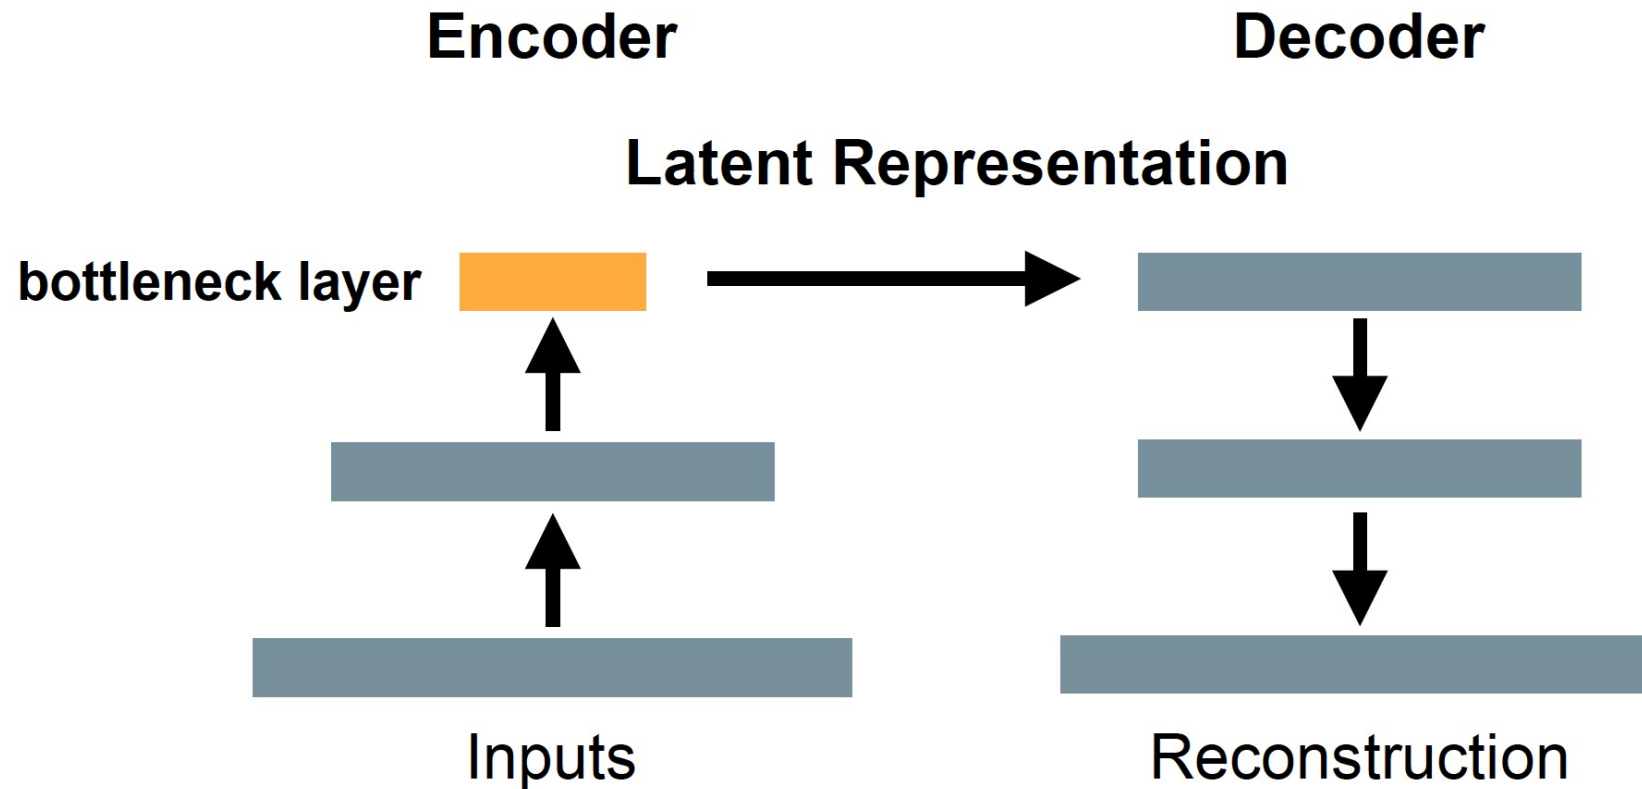 Encoder
Decoder
Latent Representation
bottleneck layer
Inputs
Reconstruction